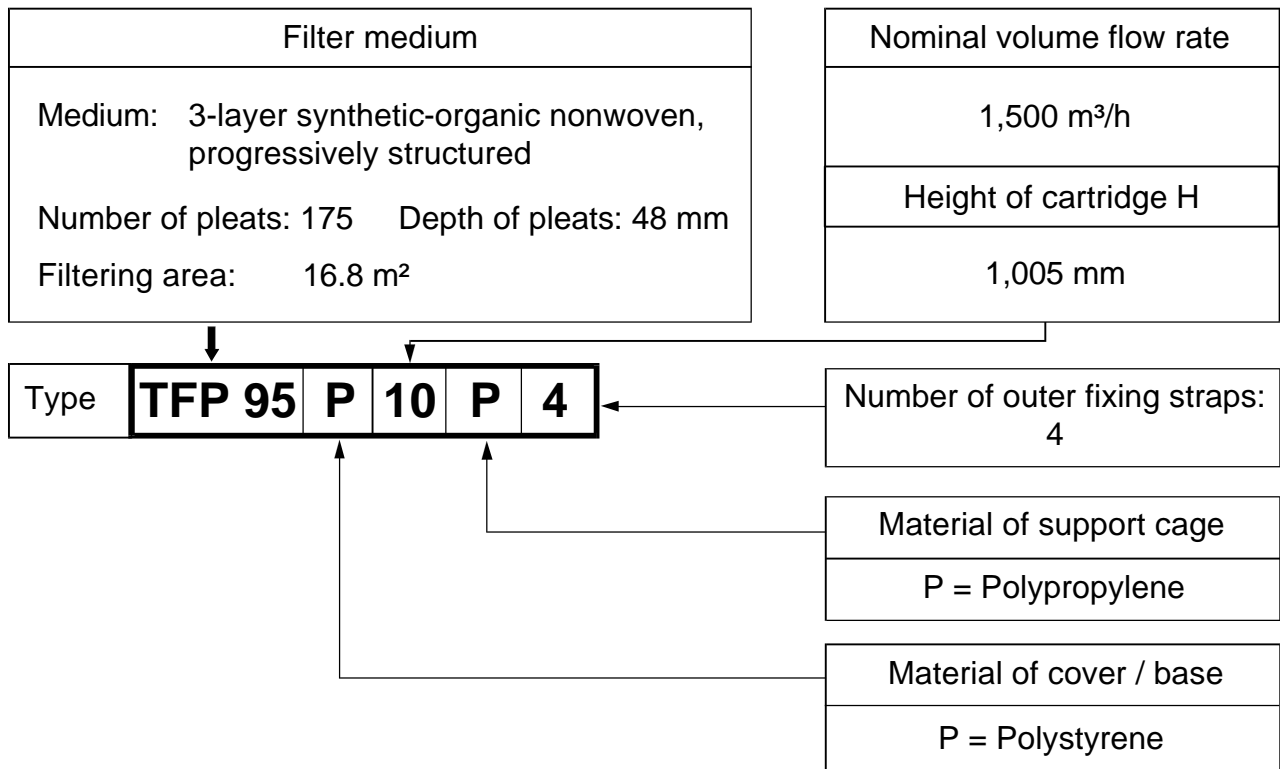 Filter medium
Medium: 3-layer synthetic-organic nonwoven,
progressively structured
Number of pleats: 175 Depth of pleats: 48 mm
Filtering area: 16.8 m²
Nominal volume flow rate
1,500 m³/h
Height of cartridge H
1,005 mm
Type TFP 95 P 10 P 4
Number of outer fixing straps:
4
Material of support cage
P = Polypropylene
Material of cover / base
P = Polystyrene